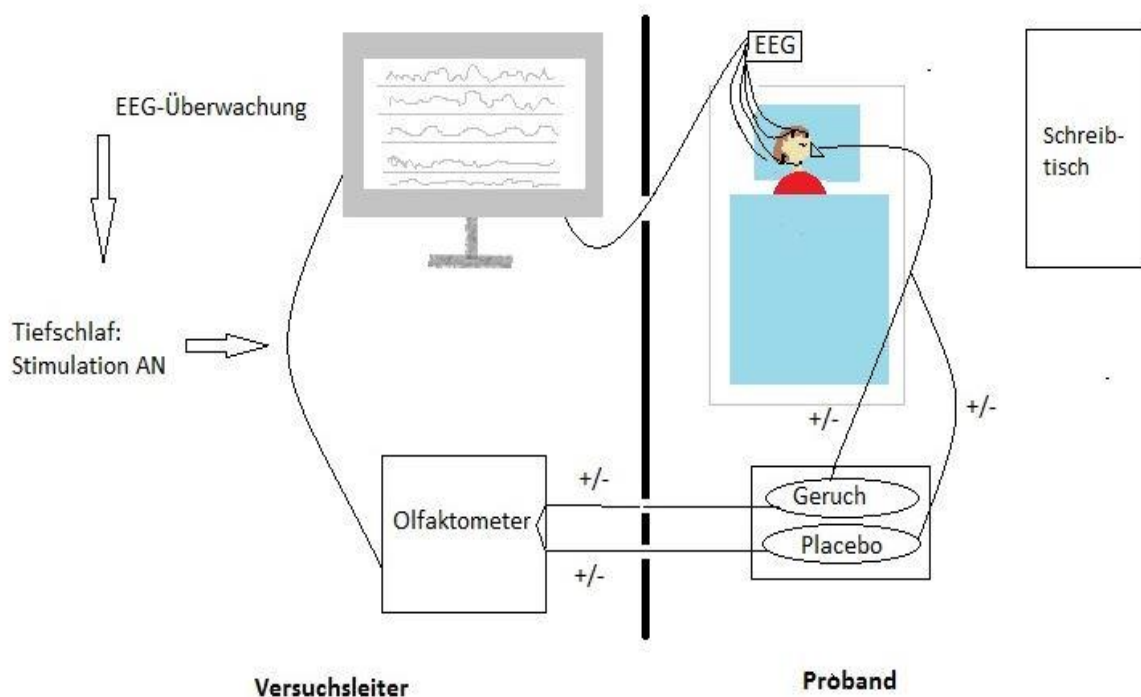 EEG
EEG-Überwachung
Schreib-
tisch
Tiefschlaf:
Stimulation AN
+/-
+/-
+/-
Geruch
Olfaktometer
Placebo
+/-
Versuchsleiter
Proband